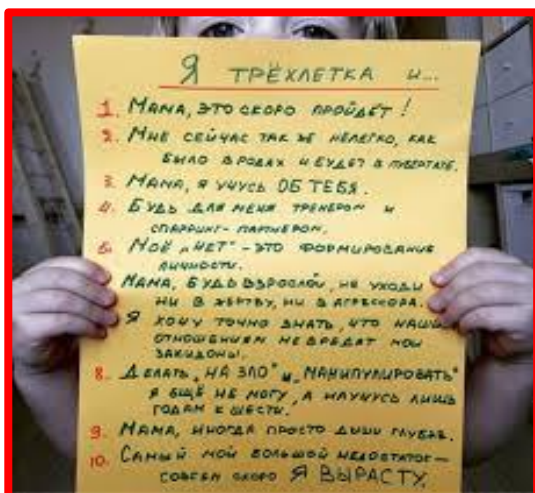 Я ТРЁХЛЕТКА И...
1. МАМА, ЭТО СКОРО ПРОЙДЁТ!
2. МНЕ СЕЙЧАС ТАК ЖЕ НЕЛЕГКО, КАК
БЫЛО В РОДАХ И БУДЕТ В ПУБЕРТАТЕ.
3. МАМА, Я УЧУСЬ ОБ ТЕБЯ.
4. БУДЬ ДЛЯ МЕНЯ ТРЕНЕРОМ И
СПАРРИНГ-ПАРТНЁРОМ.
5. МОЁ „НЕТ" - ЭТО ФОРМИРОВАНИЕ
ЛИЧНОСТИ.
МАМА, БУДЬ ВЗРОСЛОЙ, НЕ УХОДИ
НИ В ЖЕРТВУ, НИ В АГРЕССОРА.
Я ХОЧУ ТОЧНО ЗНАТЬ, ЧТО НАШИМ
ОТНОШЕНИЯМ НЕ ВРЕДЯТ МОИ
ЗАКИДОНЫ.
8. ДЕЛАТЬ „НА ЗЛО" И „МАНИПУЛИРОВАТЬ"
Я ЕЩЁ НЕ МОГУ, А НАУЧУСЬ ЛИШЬ
ГОДАМ К ШЕСТИ.
9. МАМА, ИНОГДА ПРОСТО ДЫШИ ГЛУБЖЕ.
10. САМЫЙ МОЙ БОЛЬШОЙ НЕДОСТАТОК -
СОВСЕМ СКОРО Я ВЫРАСТУ.